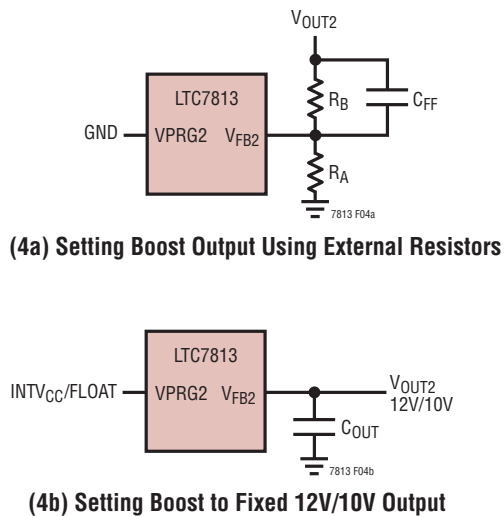 VOUT2
LTC7813
RB
CFF
GND
VPRG2
VFB2
RA
7813 F04a
(4a) Setting Boost Output Using External Resistors
LTC7813
INTVCC/FLOAT
VPRG2
VFB2
VOUT2
12V/10V
COUT
7813 F04b
(4b) Setting Boost to Fixed 12V/10V Output